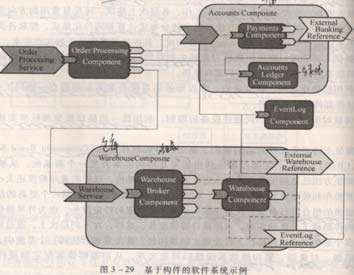 Accounts Composite
Order
Processing
Service
Order Processing
Component
Payments
Component
External
Banking
Reference
Accounts
Ledger
Component
EventLog
Component
WarehouseComposite
External
Warehouse
Reference
Warehouse
Service
Warehouse
Broker
Component
Warehouse
Component
EventLog
Reference
图 3-29 基于构件的软件系统示例